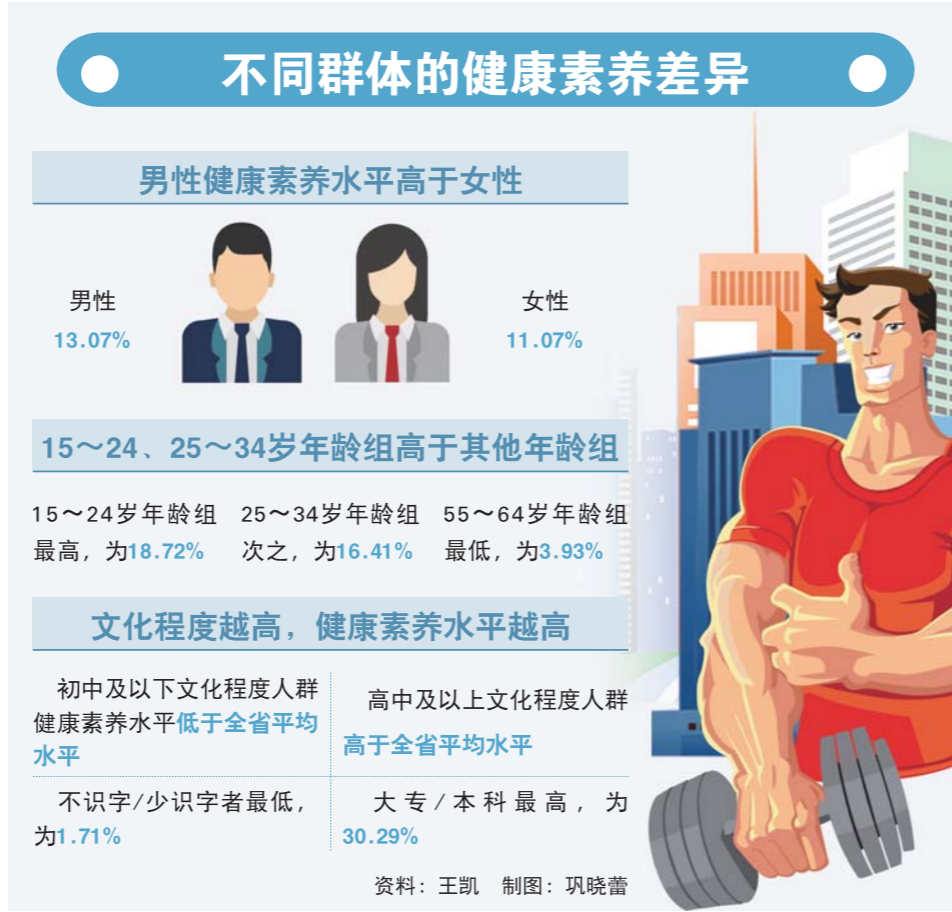 不同群体的健康素养差异
男性健康素养水平高于女性
男性
13.07%
女性
11.07%
15～24、25～34岁年龄组高于其他年龄组
15～24岁年龄组
最高，为18.72%
25～34岁年龄组
次之，为16.41%
55～64岁年龄组
最低，为3.93%
文化程度越高，健康素养水平越高
初中及以下文化程度人群
健康素养水平低于全省平均
水平
高中及以上文化程度人群
高于全省平均水平
不识字/少识字者最低，
为1.71%
大专/本科最高，为
30.29%
资料：王凯 制图：巩晓蕾